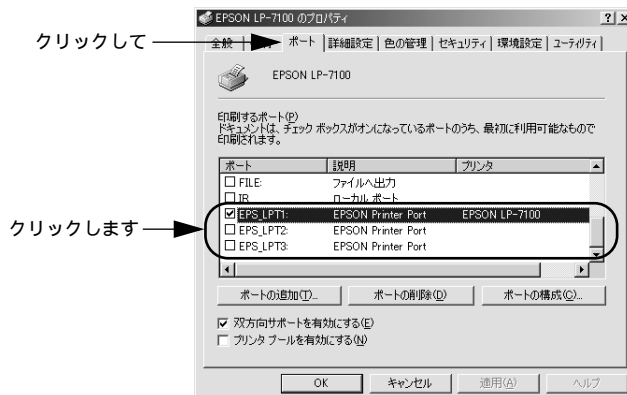 EPSON LP-7100 のプロパティ
クリックして
全般
ポート
詳細設定
色の管理
セキュリティ
環境設定
ユーティリティ
EPSON LP-7100
印刷するポート(P)
ドキュメントは、チェック ボックスがオンになっているポートのうち、最初に利用可能なもので
印刷されます。
ポート 説明 プリンタ
FILE: ファイルへ出力
IR ローカル ポート
EPS_LPT1: EPSON Printer Port EPSON LP-7100
EPS_LPT2: EPSON Printer Port
EPS_LPT3: EPSON Printer Port
クリックします
ポートの追加(T)... ポートの削除(D) ポートの構成(C)...
双方向サポートを有効にする(E)
プリンタ プールを有効にする(N)
OK キャンセル 適用(A) ヘルプ